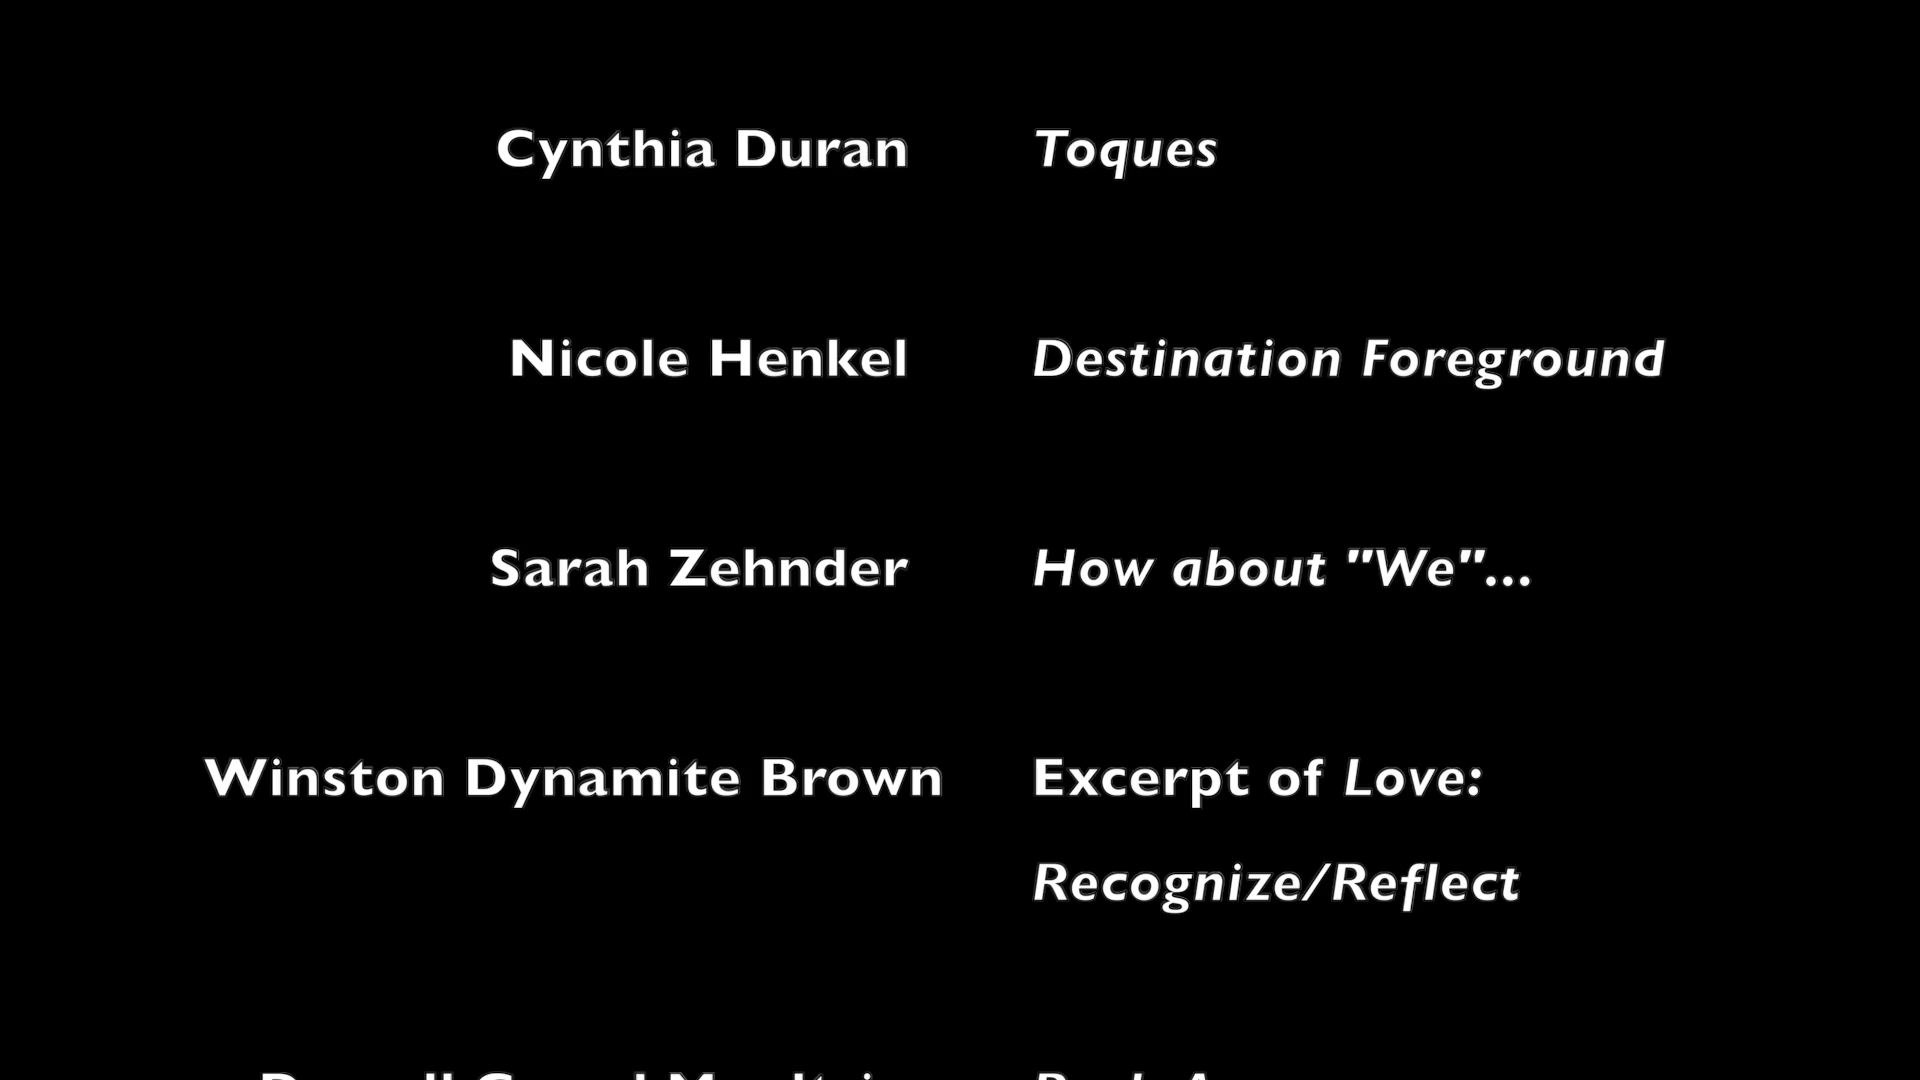 Cynthia Duran Toques
Nicole Henkel Destination Foreground
Sarah Zehnder How about "We"...
Winston Dynamite Brown Excerpt of Love:
Recognize/Reflect